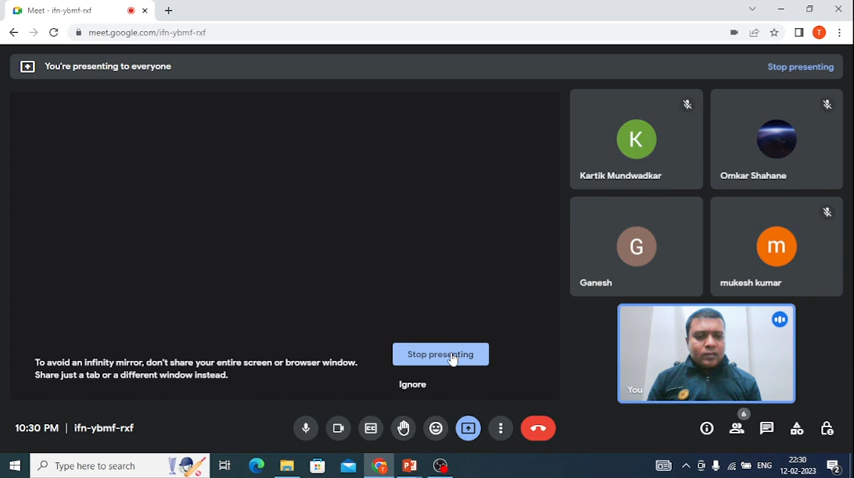 Meet - ifn-ybmf-rxf
meet.google.com/ifn-ybmf-rxf
T
You're presenting to everyone
Stop presenting
K
Kartik Mundwadkar
Omkar Shahane
G
Ganesh
m
mukesh kumar
To avoid an infinity mirror, don't share your entire screen or browser window.
Share just a tab or a different window instead.
Stop presenting
Ignore
You
10:30 PM | ifn-ybmf-rxf
6
Type here to search
ENG
22:30
12-02-2023
2